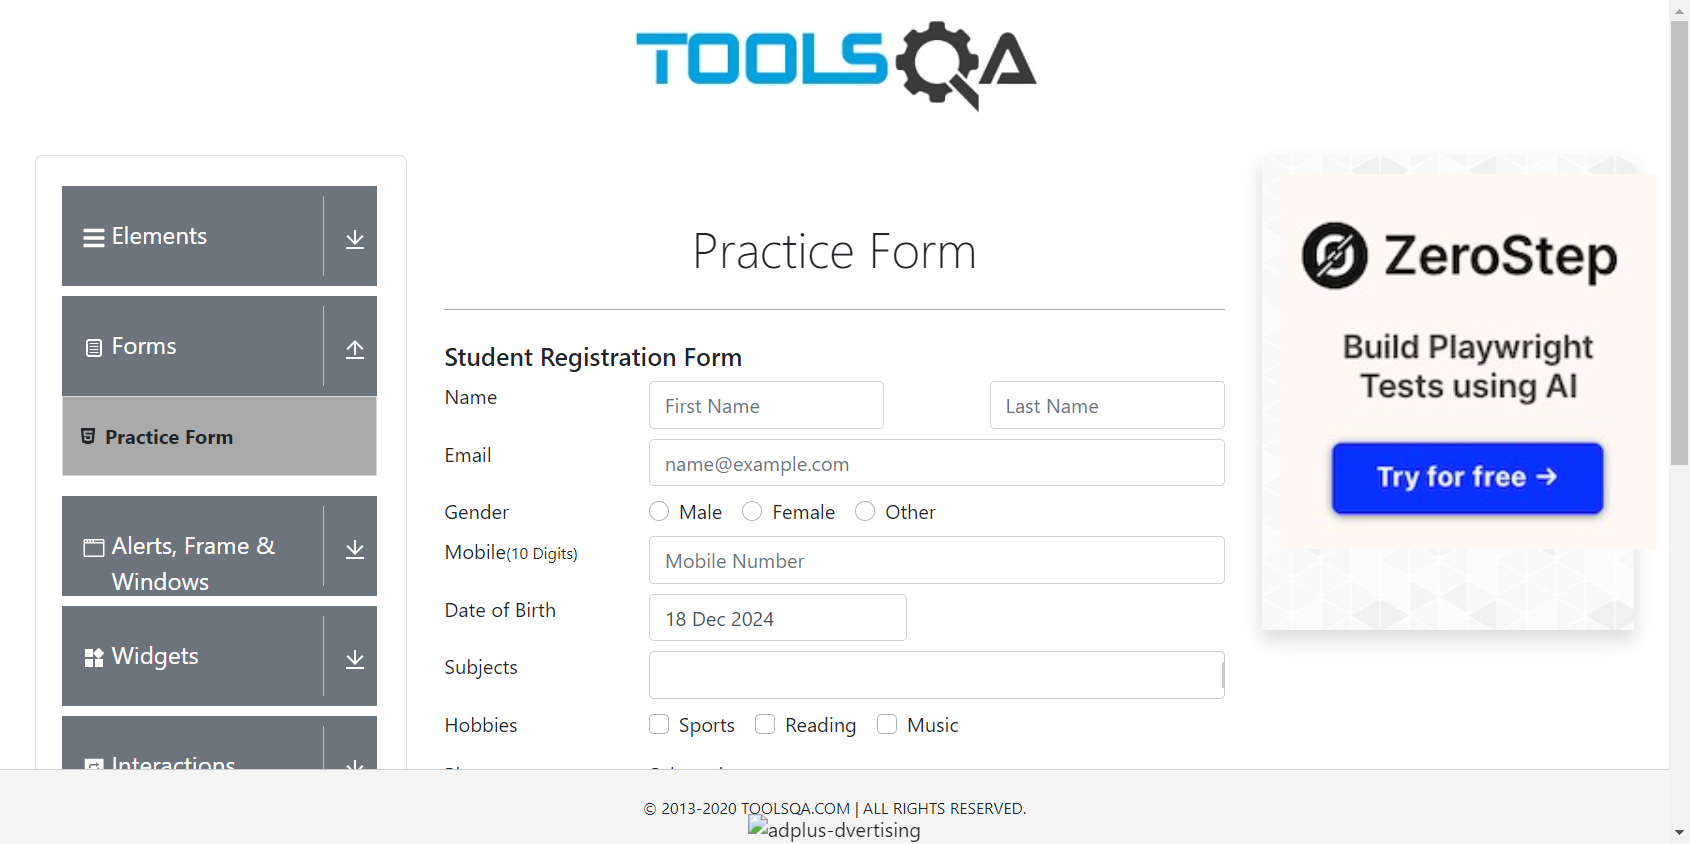 TOOLSQA
Elements
Forms
Practice Form
Alerts, Frame &
Windows
Widgets
Interactions
Practice Form
Student Registration Form
Name
First Name
Last Name
Email
name@example.com
Gender
Male
Female
Other
Mobile(10 Digits)
Mobile Number
Date of Birth
18 Dec 2024
Subjects
Hobbies
Sports
Reading
Music
ZeroStep
Build Playwright
Tests using AI
Try for free →
© 2013-2020 TOOLSQA.COM | ALL RIGHTS RESERVED.
adplus-dvertising